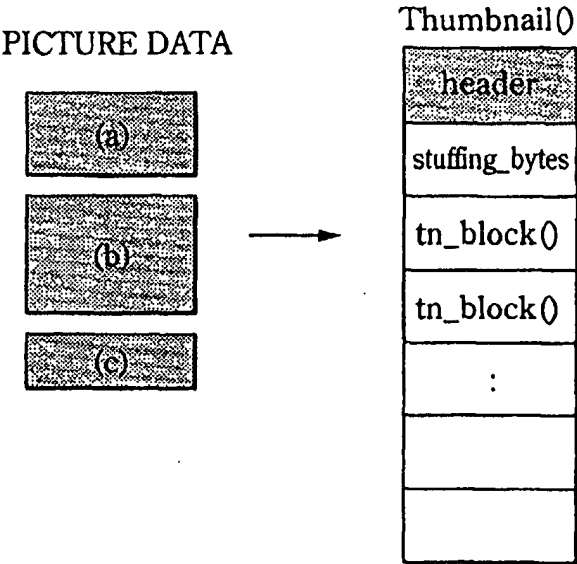 PICTURE DATA
(a)
(b)
(c)
Thumbnail()
header
stuffing_bytes
tn_block()
tn_block()
: